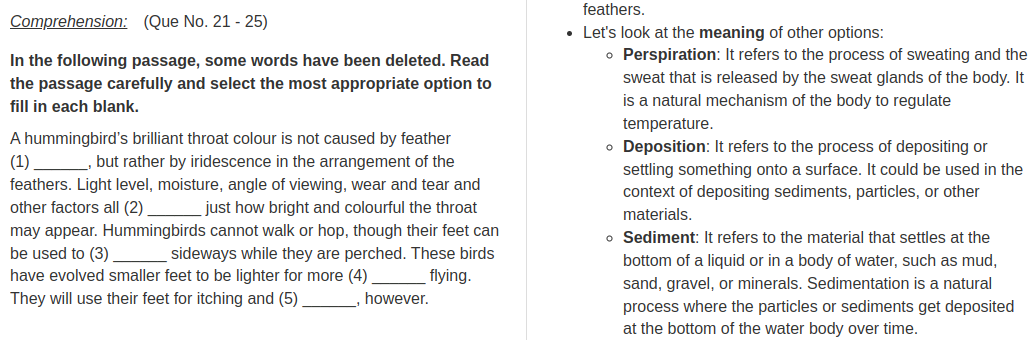 Comprehension: (Que No. 21 - 25)
In the following passage, some words have been deleted. Read
the passage carefully and select the most appropriate option to
fill in each blank.
A hummingbird’s brilliant throat colour is not caused by feather
(1) ______, but rather by iridescence in the arrangement of the
feathers. Light level, moisture, angle of viewing, wear and tear and
other factors all (2) ______ just how bright and colourful the throat
may appear. Hummingbirds cannot walk or hop, though their feet can
be used to (3) ______ sideways while they are perched. These birds
have evolved smaller feet to be lighter for more (4) ______ flying.
They will use their feet for itching and (5) ______, however.
feathers.
• Let's look at the meaning of other options:
◦ Perspiration: It refers to the process of sweating and the
sweat that is released by the sweat glands of the body. It
is a natural mechanism of the body to regulate
temperature.
◦ Deposition: It refers to the process of depositing or
settling something onto a surface. It could be used in the
context of depositing sediments, particles, or other
materials.
◦ Sediment: It refers to the material that settles at the
bottom of a liquid or in a body of water, such as mud,
sand, gravel, or minerals. Sedimentation is a natural
process where the particles or sediments get deposited
at the bottom of the water body over time.